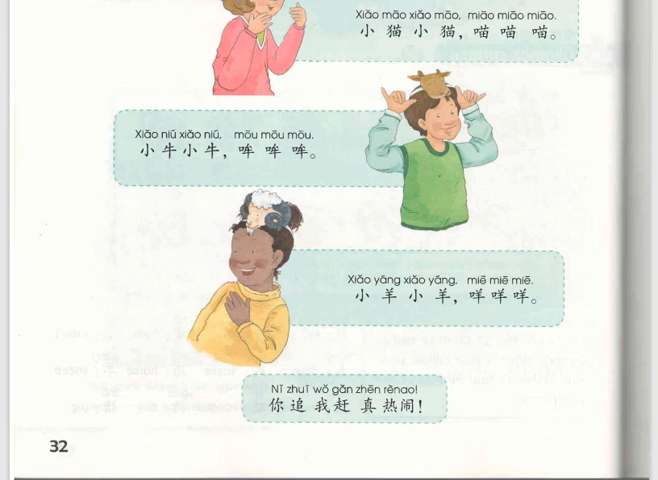 Xiǎo māo xiǎo māo, miāo miāo miāo.
小猫小猫，喵喵喵。
Xiǎo niú xiǎo niú, mōu mōu mōu.
小牛小牛，哞哞哞。
Xiǎo yáng xiǎo yáng, miē miē miē.
小羊小羊，咩咩咩。
Nǐ zhuī wǒ gǎn zhēn rènao!
你追我赶真热闹！
32